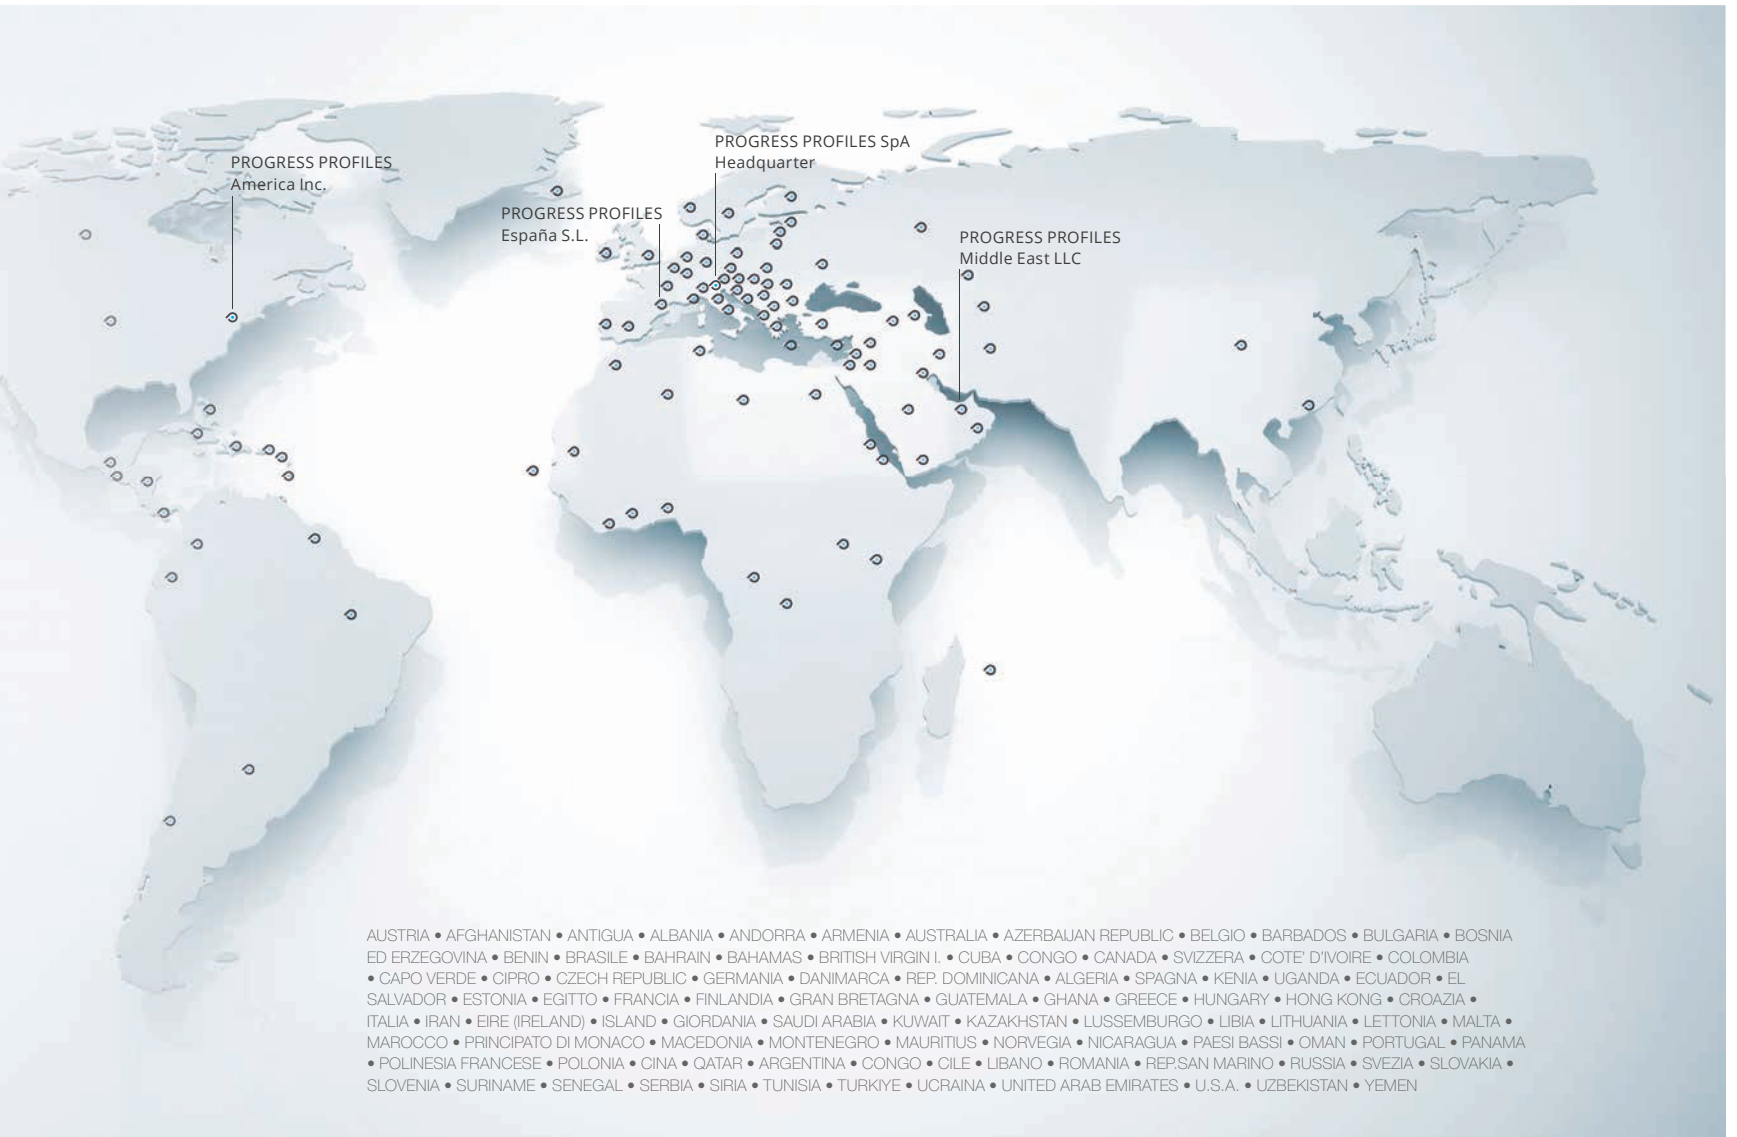 PROGRESS PROFILES SpA
Headquarter
PROGRESS PROFILES
America Inc.
PROGRESS PROFILES
España S.L.
PROGRESS PROFILES
Middle East LLC
AUSTRIA • AFGHANISTAN • ANTIGUA • ALBANIA • ANDORRA • ARMENIA • AUSTRALIA • AZERBAIJAN REPUBLIC • BELGIO • BARBADOS • BULGARIA • BOSNIA
ED ERZEGOVINA • BENIN • BRASILE • BAHRAIN • BAHAMAS • BRITISH VIRGIN I. • CUBA • CONGO • CANADA • SVIZZERA • COTE' D'IVOIRE • COLOMBIA
• CAPO VERDE • CIPRO • CZECH REPUBLIC • GERMANIA • DANIMARCA • REP. DOMINICANA • ALGERIA • SPAGNA • KENIA • UGANDA • ECUADOR • EL
SALVADOR • ESTONIA • EGITTO • FRANCIA • FINLANDIA • GRAN BRETAGNA • GUATEMALA • GHANA • GREECE • HUNGARY • HONG KONG • CROAZIA •
ITALIA • IRAN • EIRE (IRELAND) • ISLAND • GIORDANIA • SAUDI ARABIA • KUWAIT • KAZAKHSTAN • LUSSEMBURGO • LIBIA • LITHUANIA • LETTONIA • MALTA •
MAROCCO • PRINCIPATO DI MONACO • MACEDONIA • MONTENEGRO • MAURITIUS • NORVEGIA • NICARAGUA • PAESI BASSI • OMAN • PORTUGAL • PANAMA
• POLINESIA FRANCESE • POLONIA • CINA • QATAR • ARGENTINA • CONGO • CILE • LIBANO • ROMANIA • REP.SAN MARINO • RUSSIA • SVEZIA • SLOVAKIA •
SLOVENIA • SURINAME • SENEGAL • SERBIA • SIRIA • TUNISIA • TURKIYE • UCRAINA • UNITED ARAB EMIRATES • U.S.A. • UZBEKISTAN • YEMEN